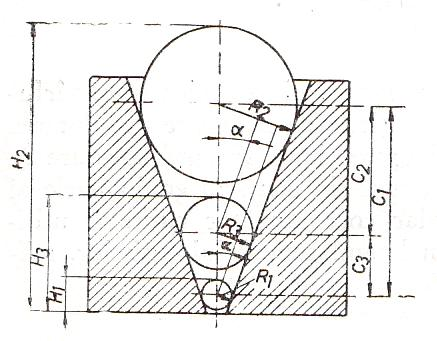 H₂
R₂
α
C₂
C₁
H₃
R₃
C₃
H₁
R₁